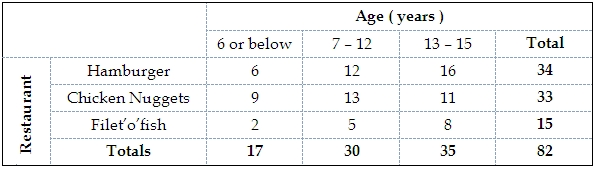 Age ( years )
6 or below 7 – 12 13 – 15 Total
Restaurant
Hamburger 6 12 16 34
Chicken Nuggets 9 13 11 33
Filet’o’fish 2 5 8 15
Totals 17 30 35 82